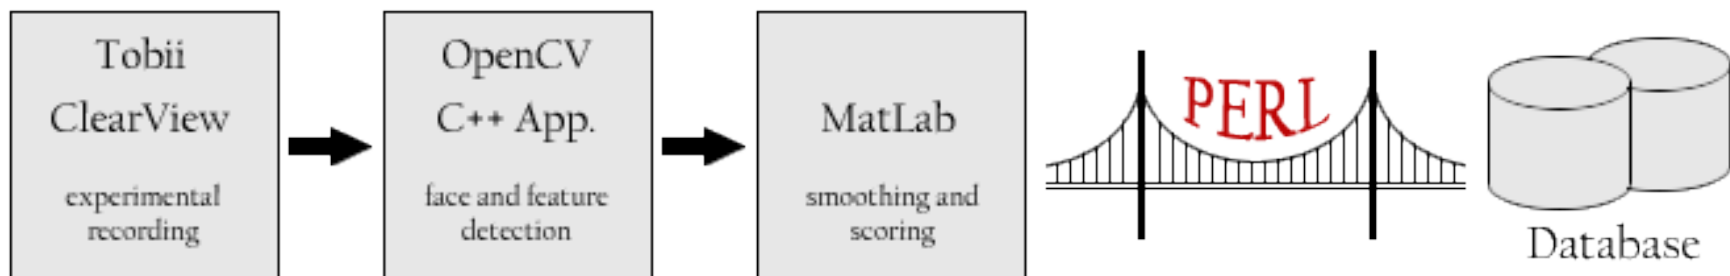 Tobii
ClearView
experimental
recording
OpenCV
C++ App.
face and feature
detection
MatLab
smoothing and
scoring
PERL
Database